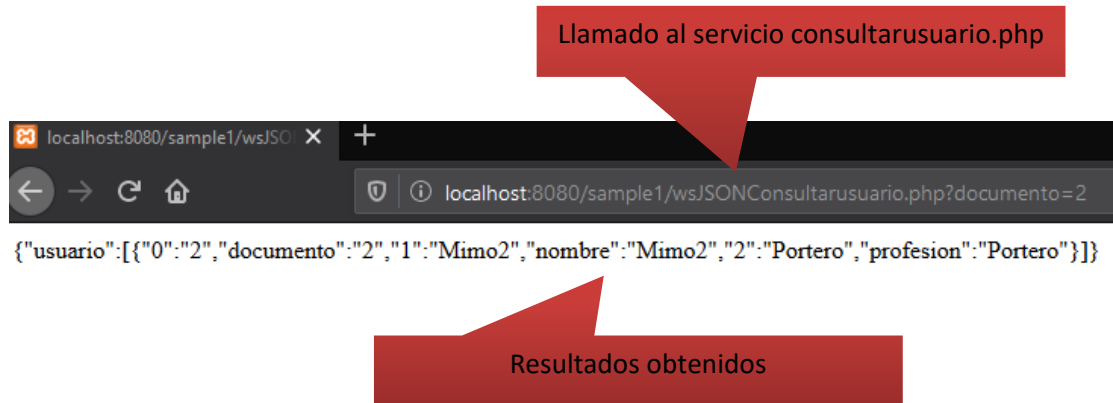 Llamado al servicio consultarusuario.php
localhost:8080/sample1/wsJSO
localhost:8080/sample1/wsJSONConsultarusuario.php?documento=2
{"usuario":[{"0":"2","documento":"2","1":"Mimo2","nombre":"Mimo2","2":"Portero","profesion":"Portero"}]}
Resultados obtenidos